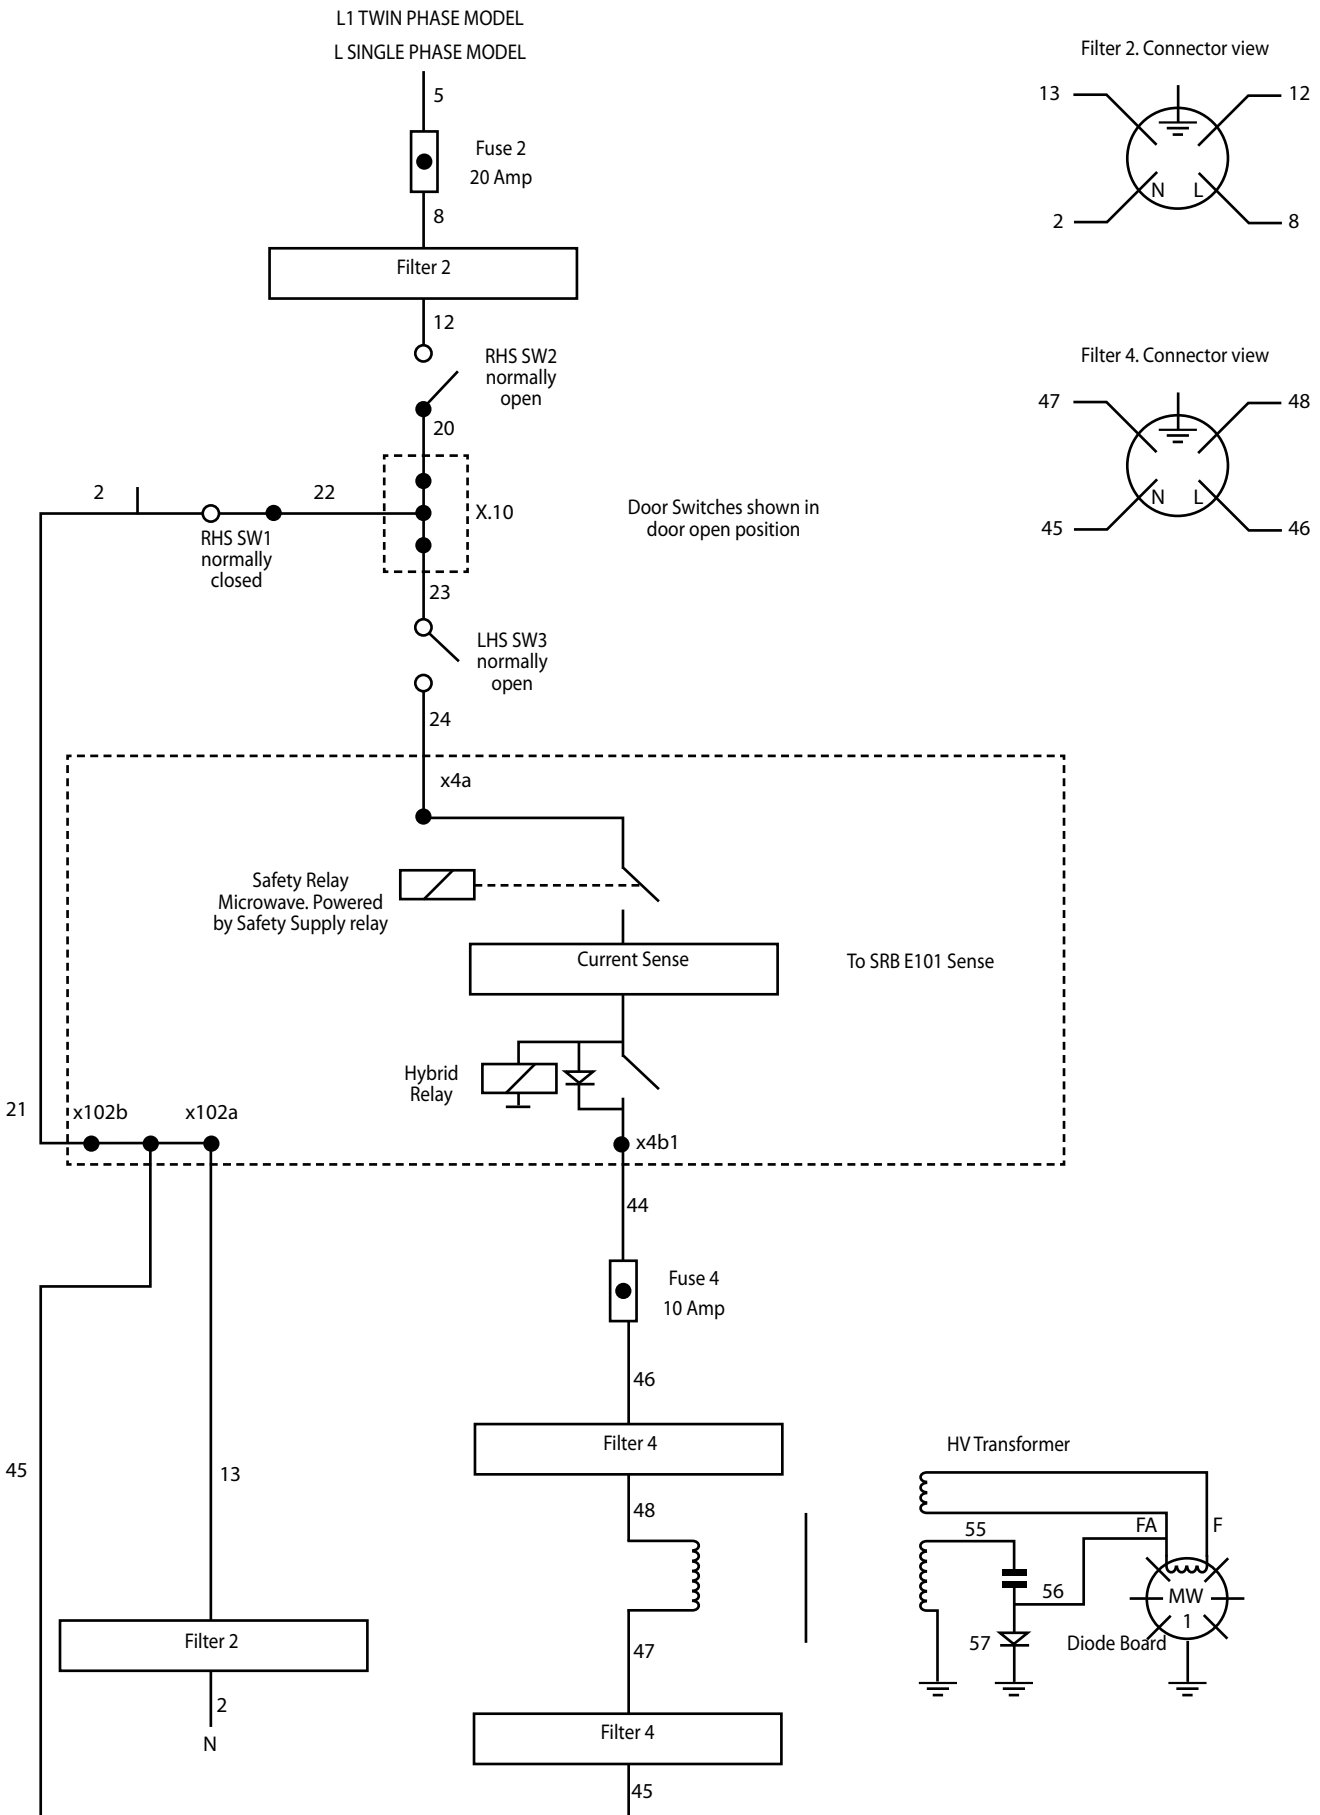 L1 TWIN PHASE MODEL
L SINGLE PHASE MODEL
5
Fuse 2
20 Amp
8
Filter 2
12
RHS SW2
normally
open
20
2
22
X.10
RHS SW1
normally
closed
Door Switches shown in
door open position
23
LHS SW3
normally
open
24
x4a
Safety Relay
Microwave. Powered
by Safety Supply relay
Current Sense
To SRB E101 Sense
Hybrid
Relay
21
x102b
x102a
x4b1
44
Fuse 4
10 Amp
46
Filter 4
48
45
13
47
Filter 2
2
N
Filter 4
45
Filter 2. Connector view
13
12
N
L
2
8
Filter 4. Connector view
47
48
N
L
45
46
HV Transformer
55
FA
F
56
MW
1
57
Diode Board